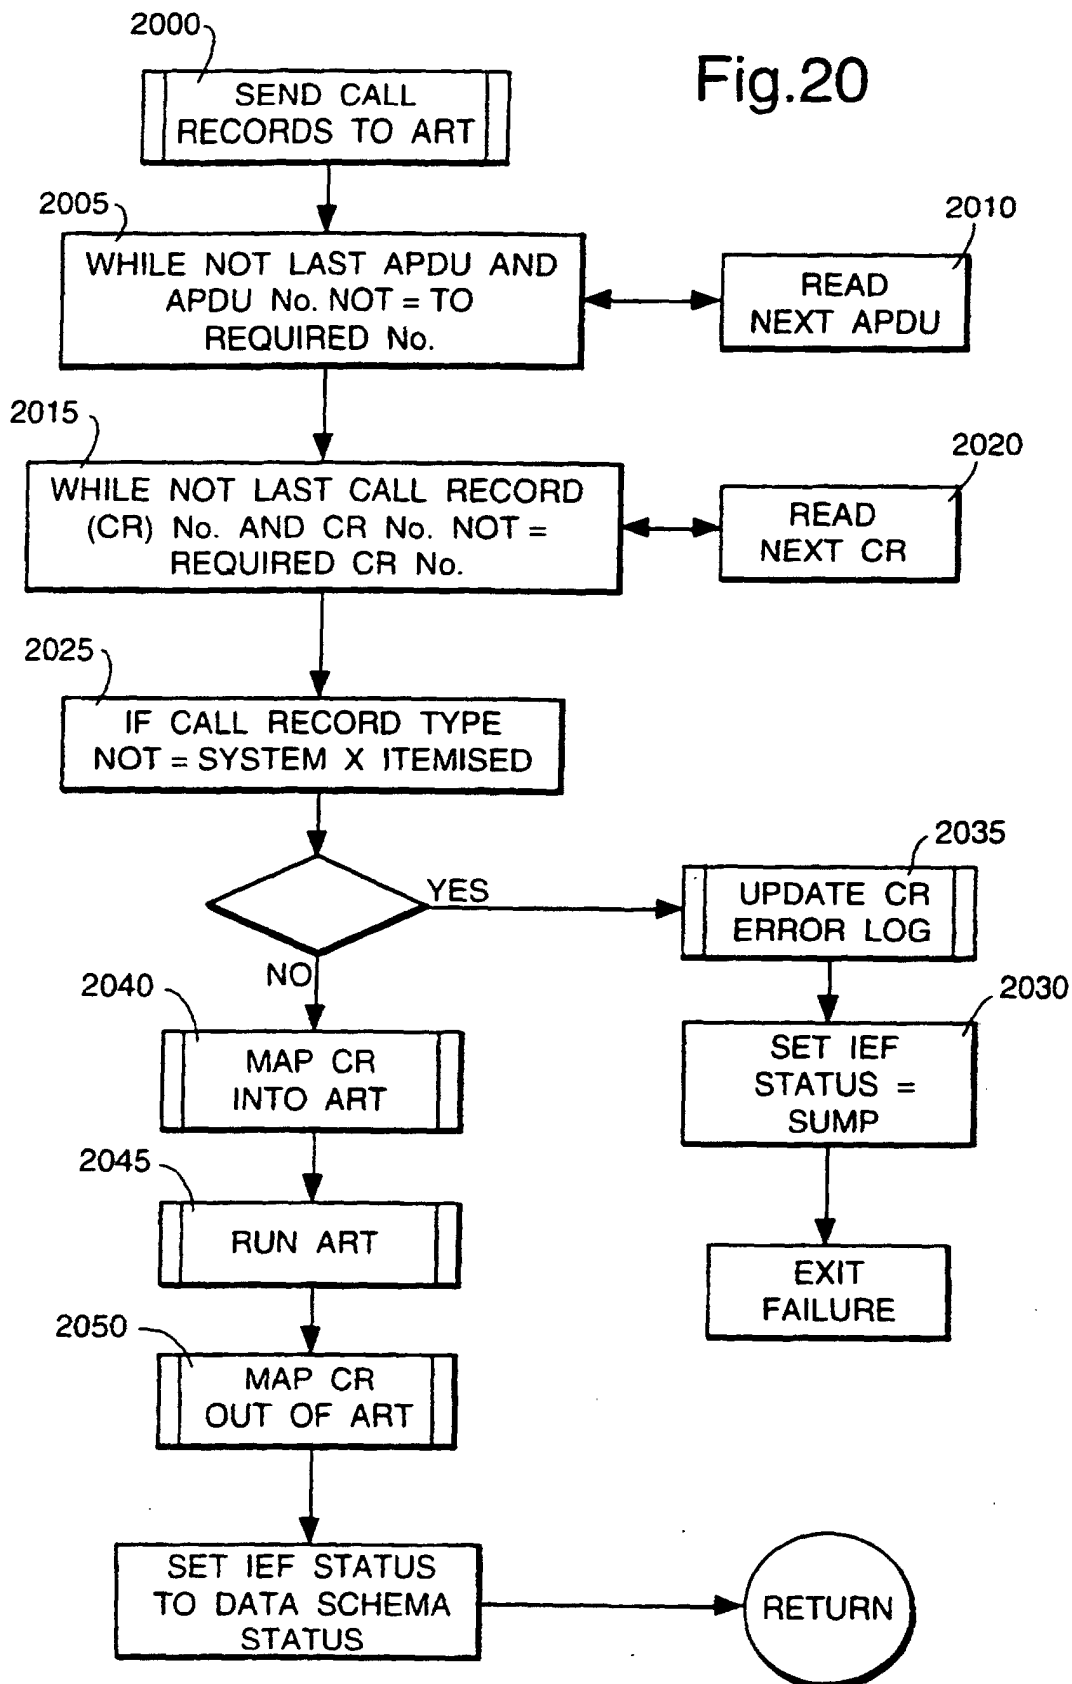 2000
Fig.20
SEND CALL
RECORDS TO ART
2005
WHILE NOT LAST APDU AND
APDU No. NOT = TO
REQUIRED No.
2010
READ
NEXT APDU
2015
WHILE NOT LAST CALL RECORD
(CR) No. AND CR No. NOT =
REQUIRED CR No.
2020
READ
NEXT CR
2025
IF CALL RECORD TYPE
NOT = SYSTEM X ITEMISED
YES
NO
2035
UPDATE CR
ERROR LOG
2030
SET IEF
STATUS =
SUMP
EXIT
FAILURE
2040
MAP CR
INTO ART
2045
RUN ART
2050
MAP CR
OUT OF ART
SET IEF STATUS
TO DATA SCHEMA
STATUS
RETURN